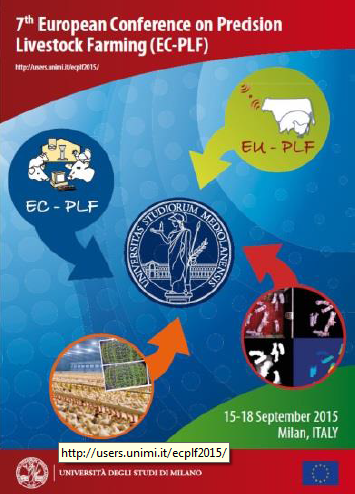 7th European Conference on Precision
Livestock Farming (EC-PLF)
http://users.unimi.it/ecplf2015/
EU - PLF
EC - PLF
UNIVERSITAS STUDIORUM MEDIOLANENSIS
15-18 September 2015
Milan, ITALY
http://users.unimi.it/ecplf2015/
UNIVERSITÀ DEGLI STUDI DI MILANO